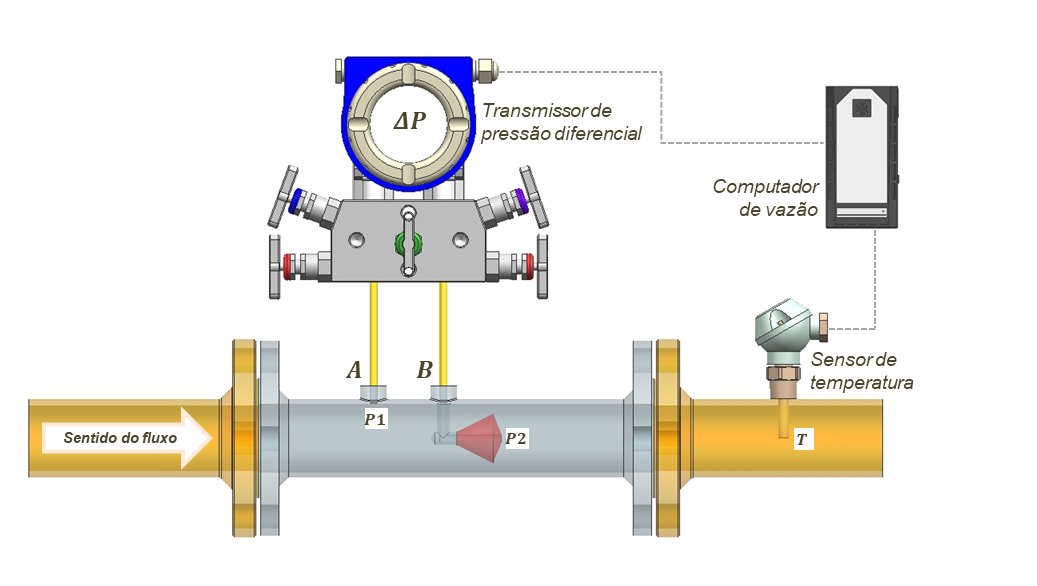 ΔP
Transmissor de
pressão diferencial
Computador
de vazão
A
B
P1
Sentido do fluxo
P2
T
Sensor de
temperatura